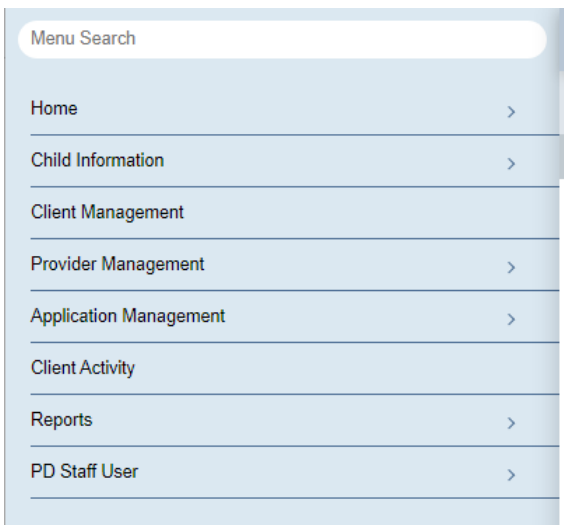 Menu Search
Home
Child Information
Client Management
Provider Management
Application Management
Client Activity
Reports
PD Staff User